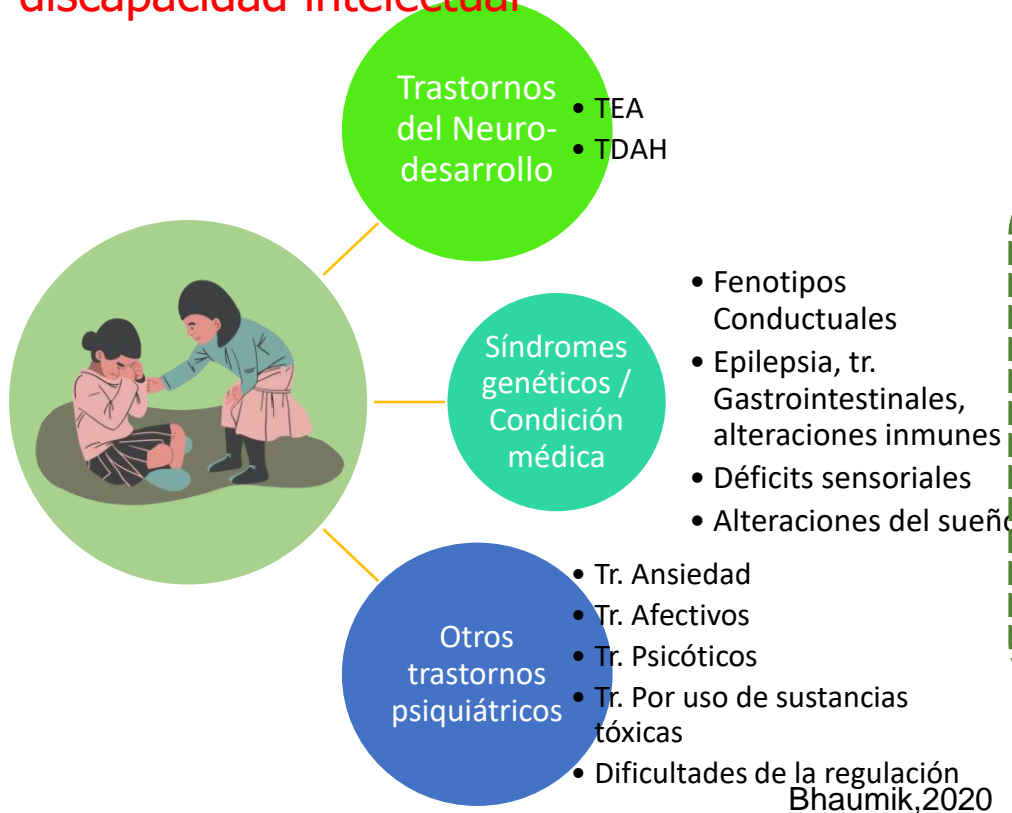 discapacidad intelectual
Trastornos
del Neuro-
desarrollo
• TEA
• TDAH
Síndromes
genéticos /
Condición
médica
• Fenotipos
Conductuales
• Epilepsia, tr.
Gastrointestinales,
alteraciones inmunes
• Déficits sensoriales
• Alteraciones del sueño
Otros
trastornos
psiquiátricos
• Tr. Ansiedad
• Tr. Afectivos
• Tr. Psicóticos
• Tr. Por uso de sustancias
tóxicas
• Dificultades de la regulación
Bhaumik,2020